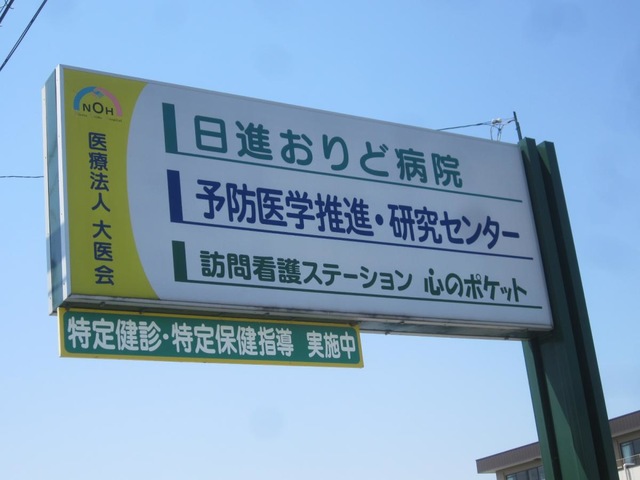 NOH
医療法人 大医会
日進おりど病院
予防医学推進・研究センター
訪問看護ステーション 心のポケット
特定健診・特定保健指導 実施中